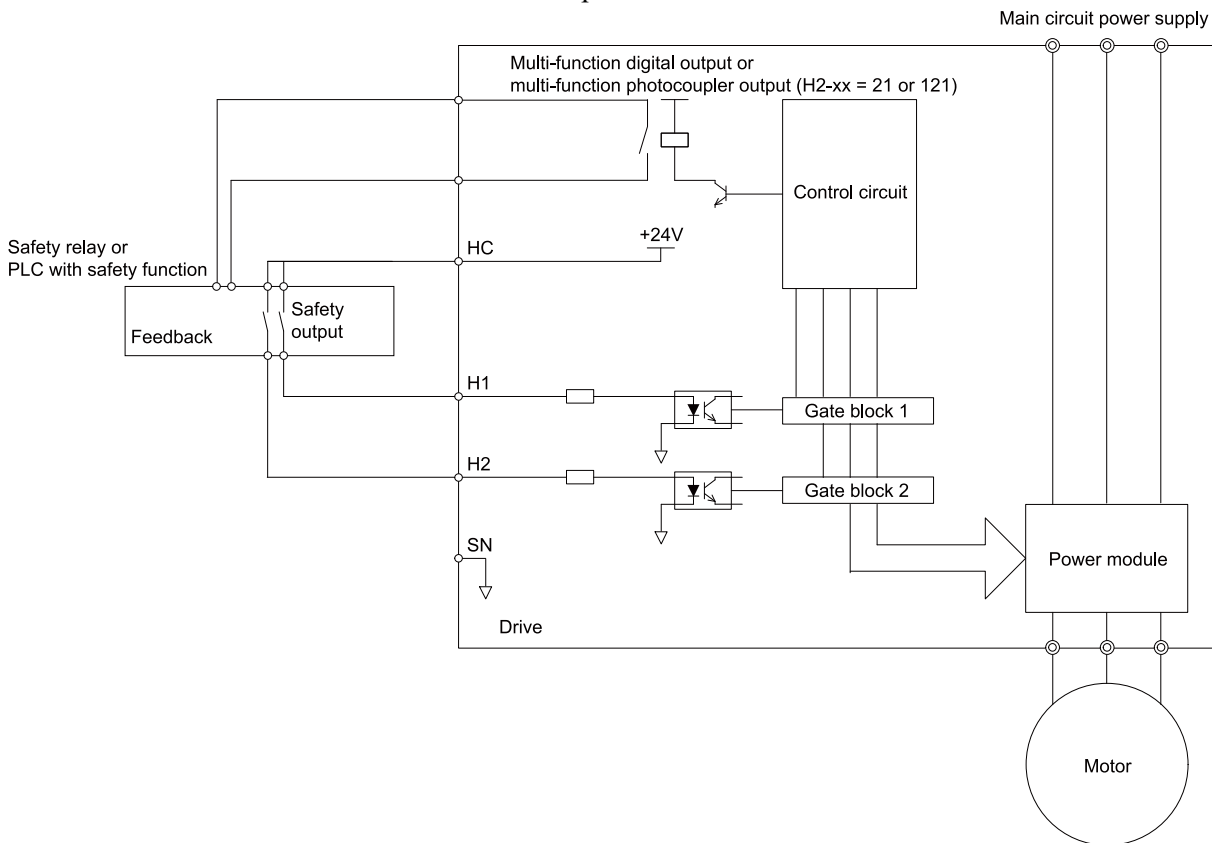 Main circuit power supply
Multi-function digital output or
multi-function photocoupler output (H2-xx = 21 or 121)
Control circuit
+24V
HC
Safety relay or
PLC with safety function
Safety
output
Feedback
H1
Gate block 1
H2
Gate block 2
SN
Power module
Drive
Motor